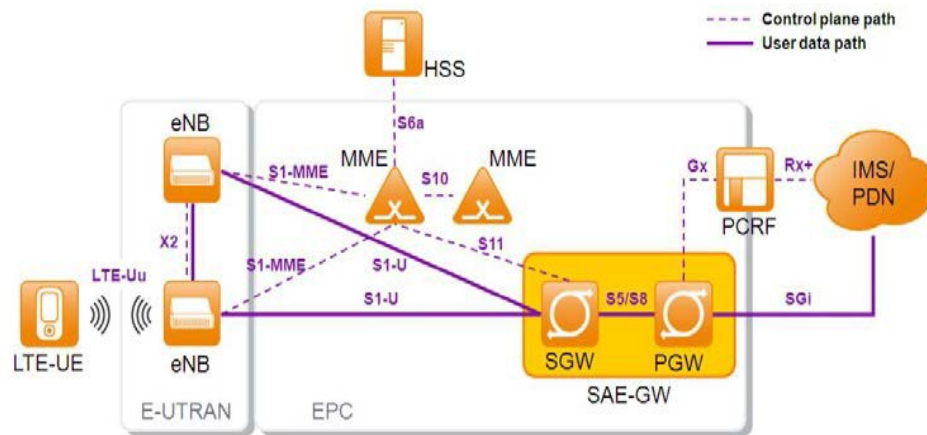 Control plane path
User data path
HSS
eNB
S6a
MME
MME
S1-MME
S10
Gx
Rx+
IMS/
PDN
PCRF
X2
S11
S1-MME
S1-U
LTE-Uu
S1-U
S5/S8
SGi
LTE-UE
eNB
SGW
PGW
SAE-GW
E-UTRAN
EPC